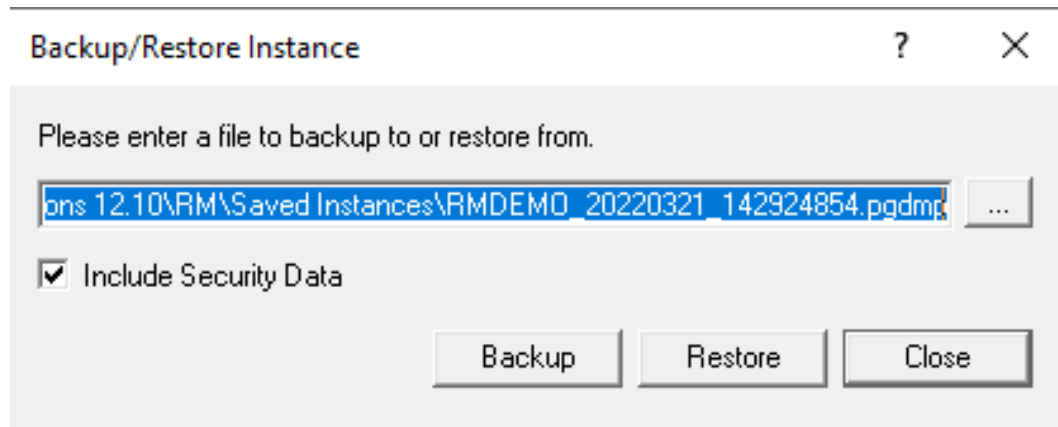 Backup/Restore Instance ?
Please enter a file to backup to or restore from.
ons 12.10\RM\Saved Instances\RMDEMO_20220321_142924854.pgdmp ...
Include Security Data
Backup Restore Close